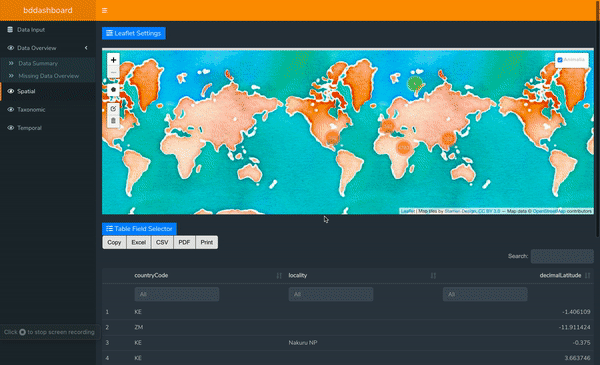 bddashboard
Data Input
Data Overview
Data Summary
Missing Data Overview
Spatial
Taxonomic
Temporal
Click to stop screen recording
Leaflet Settings
+
Anomalies
Leaflet | Map tiles by Stamen Design, CC BY 3.0 — Map data © OpenStreetMap contributors
Table Field Selector
Copy Excel CSV PDF Print
Search:
countryCode locality decimalLatitude
All All All
1 KE -1.406109
2 ZM -11.911424
3 KE Nakuru NP -0.375
4 KE 3.663746